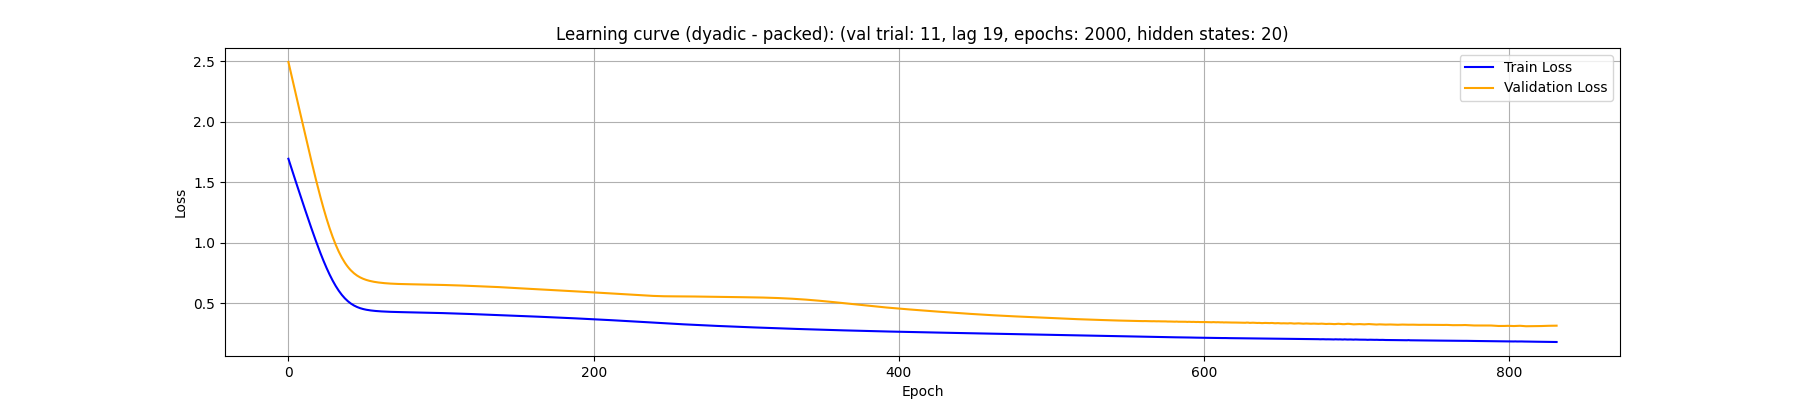 Learning curve (dyadic - packed): (val trial: 11, lag 19, epochs: 2000, hidden states: 20)
Train Loss
Validation Loss
2.5
2.0
1.5
1.0
0.5
Loss
0 200 400 600 800
Epoch